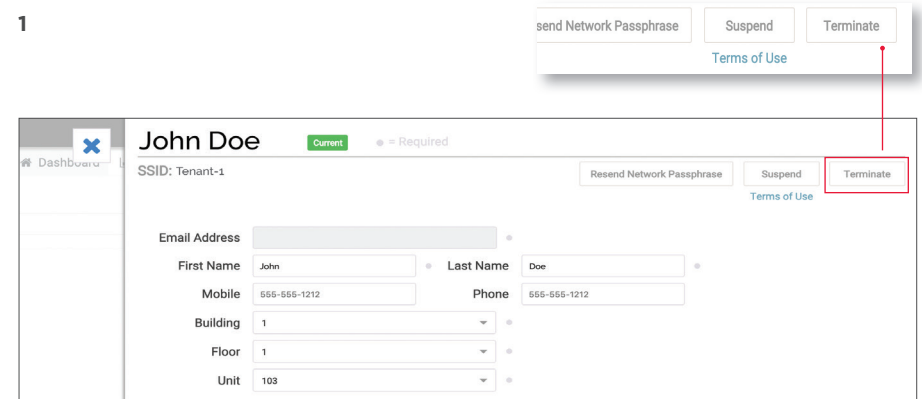 1
send Network Passphrase Suspend Terminate
Terms of Use
John Doe Current = Required
Dashboard
SSID: Tenant-1 Resend Network Passphrase Suspend Terminate
Terms of Use
Email Address
First Name John Last Name Doe
Mobile 555-555-1212 Phone 555-555-1212
Building 1
Floor 1
Unit 103